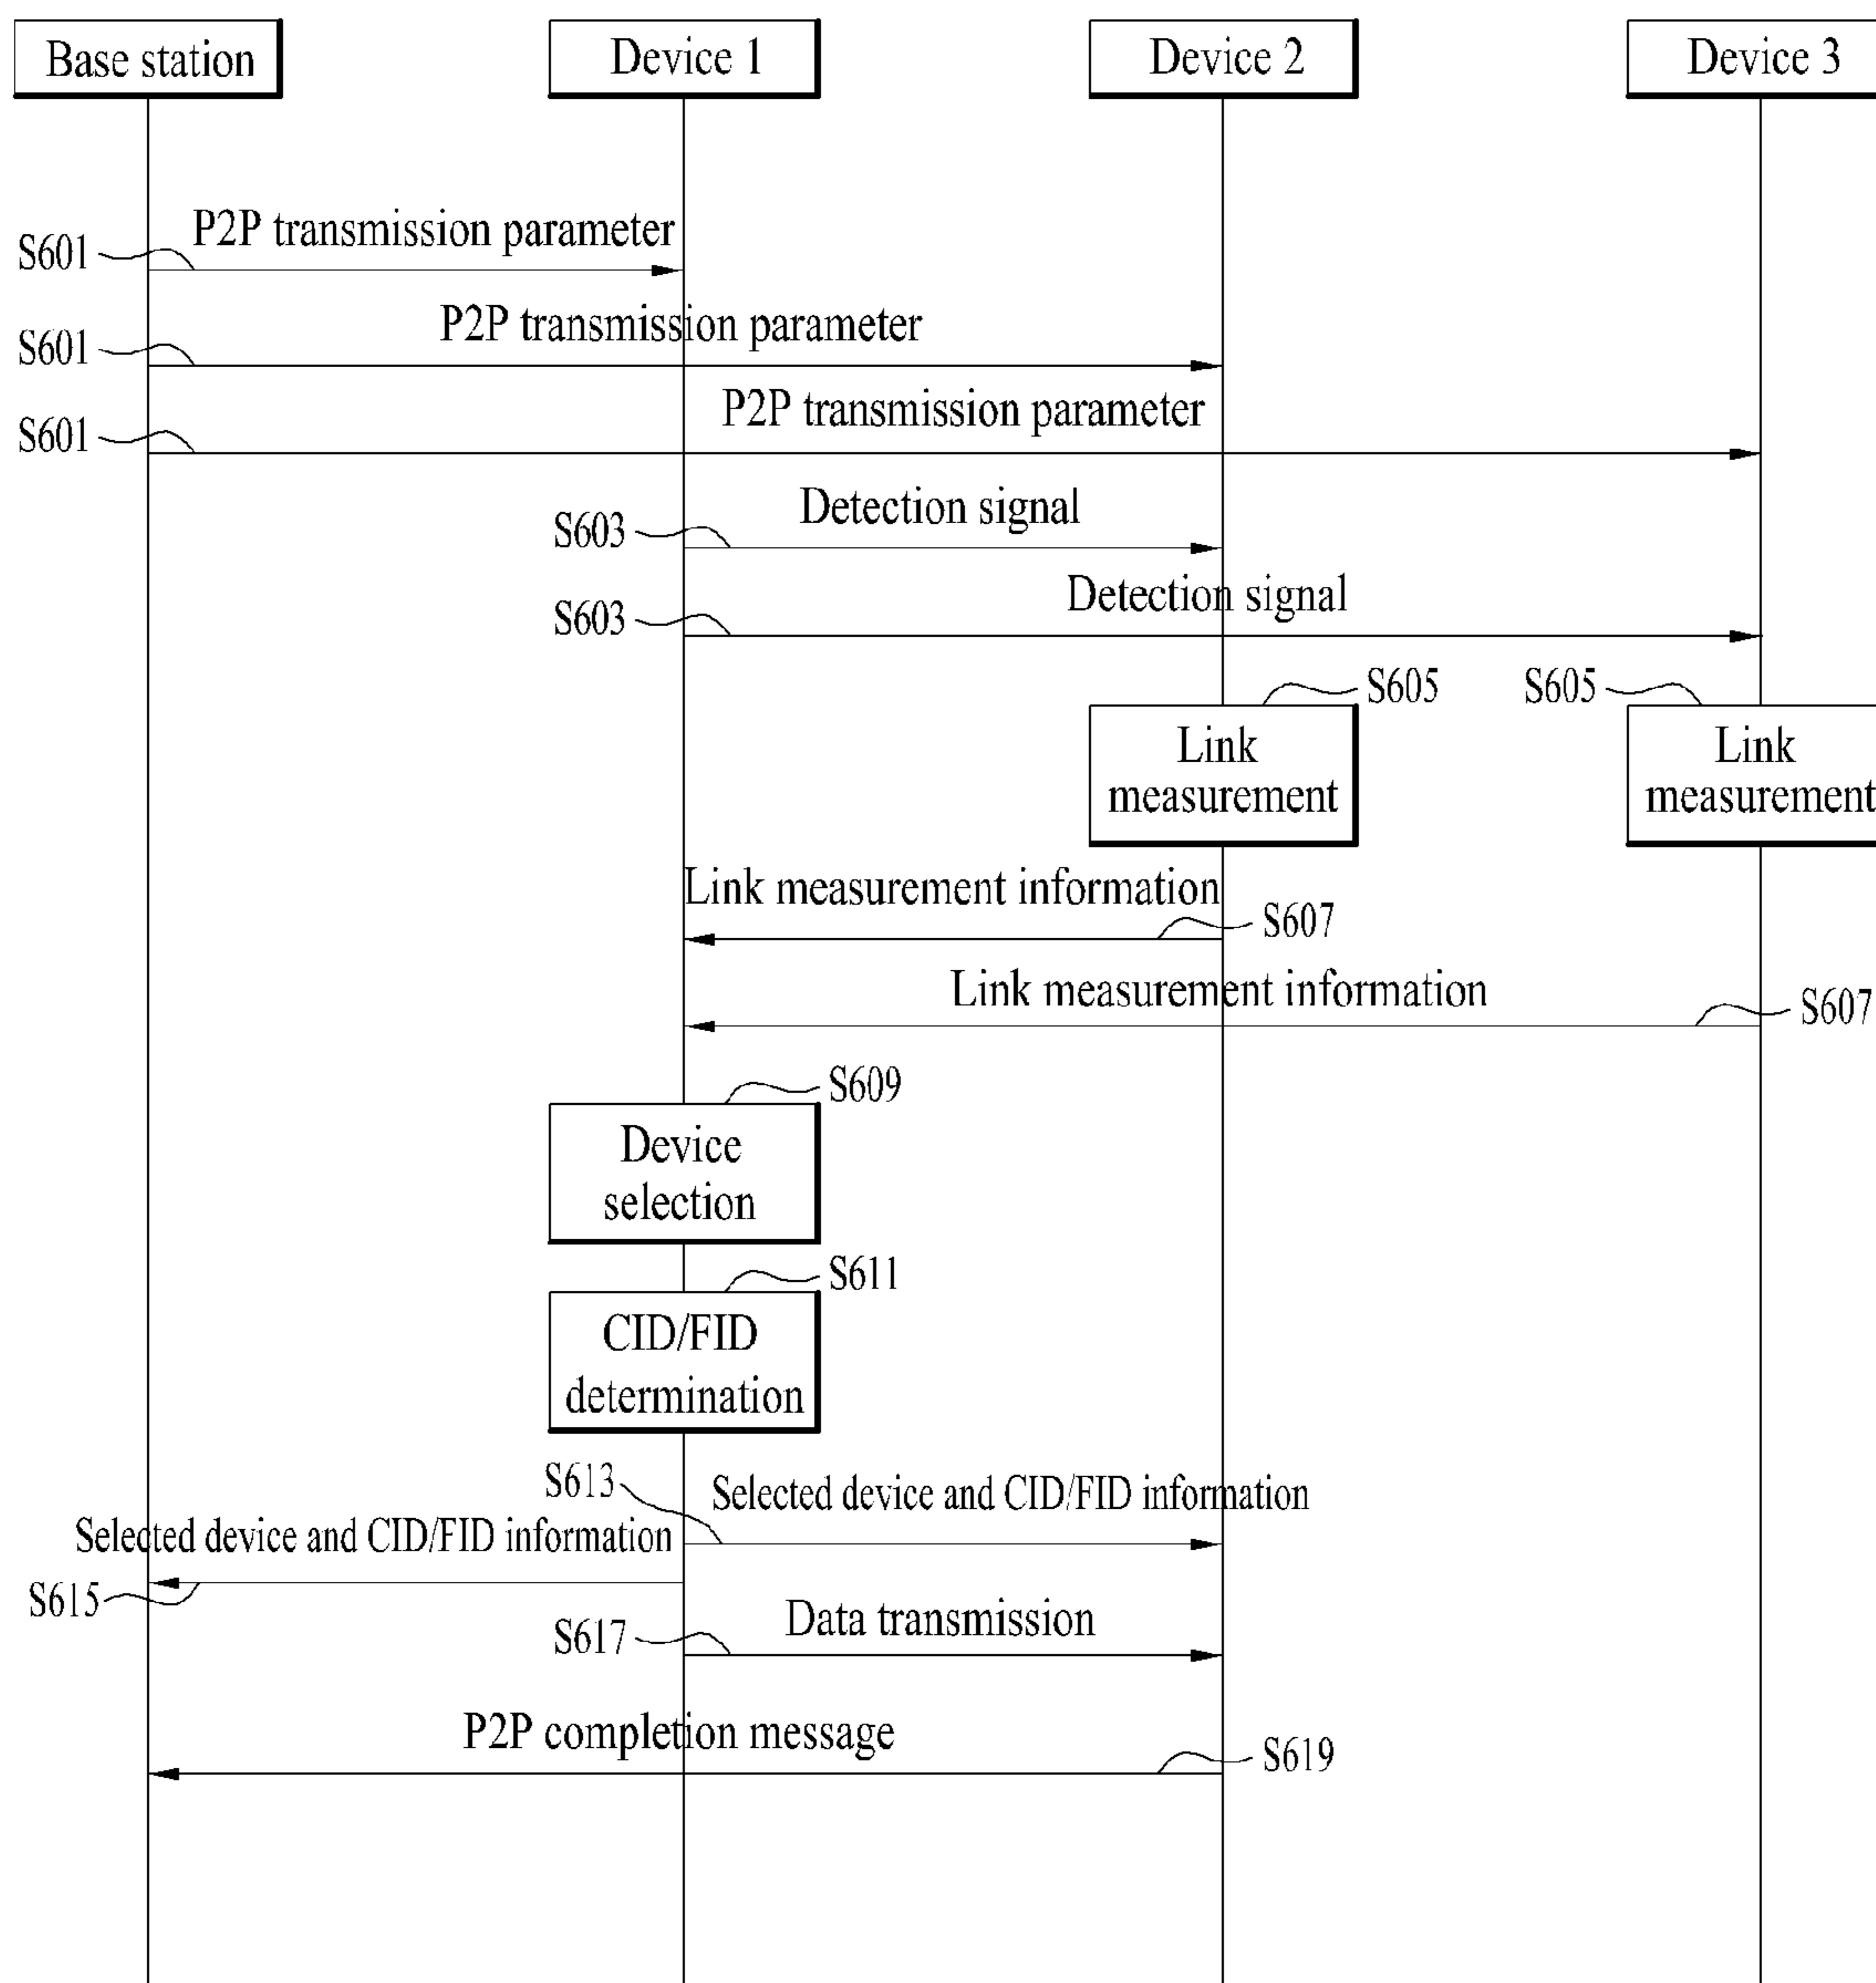 Base station
Device 1
Device 2
Device 3
P2P transmission parameter
S601
P2P transmission parameter
S601
P2P transmission parameter
S601
Detection signal
S603
Detection signal
S603
S605
S605
Link
measurement
Link
measurement
Link measurement information
S607
Link measurement information
S607
S609
Device
selection
S611
CID/FID
determination
S613
Selected device and CID/FID information
Selected device and CID/FID information
S615
Data transmission
S617
P2P completion message
S619